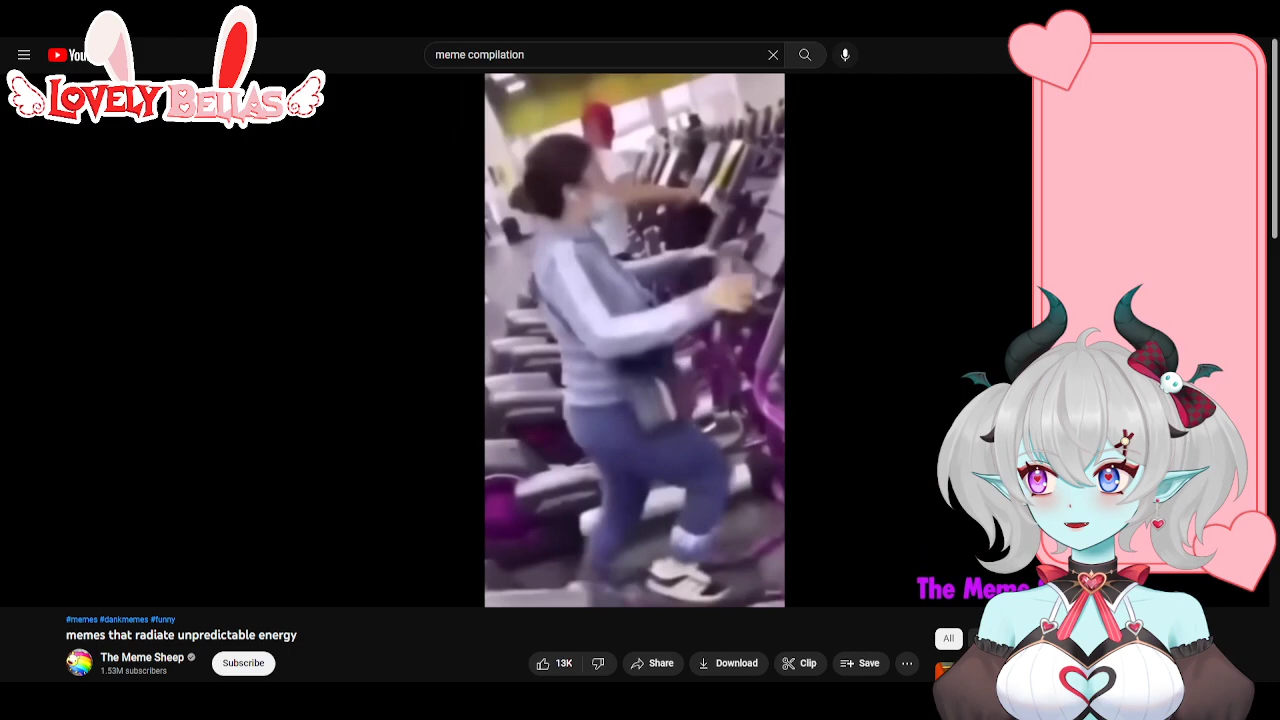 LOVELY BELLAS
meme compilation
The Meme
#memes #dankmemes #funny
memes that radiate unpredictable energy
The Meme Sheep
1.53M subscribers
Subscribe
13K
Share
Download
Clip
Save
All